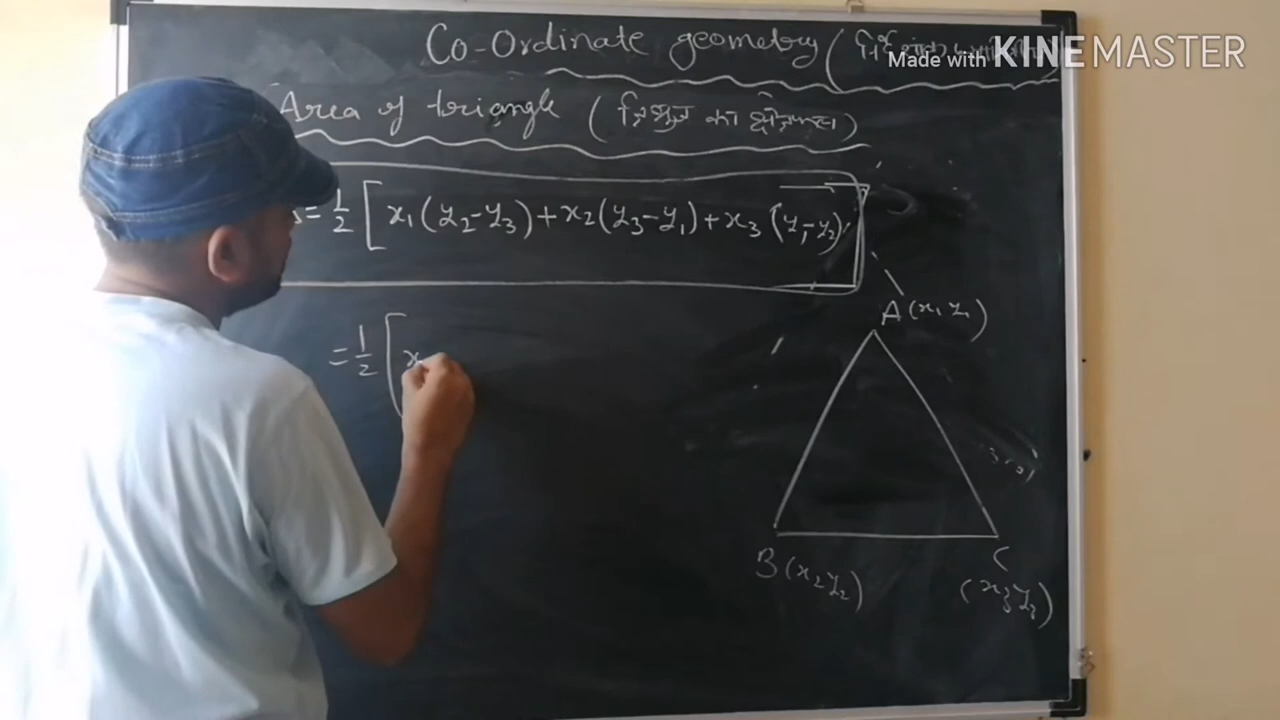 Co-Ordinate geometry (
Made with KINEMASTER
Area of triangle (त्रिभुज का क्षेत्रफल)
= 1/2 [ x₁(y₂-y₃)+x₂(y₃-y₁)+x₃(y₁-y₂)
A(x₁ y₁)
= 1/2 [ x
B(x₂ y₂)
C
(x₃ y₃)